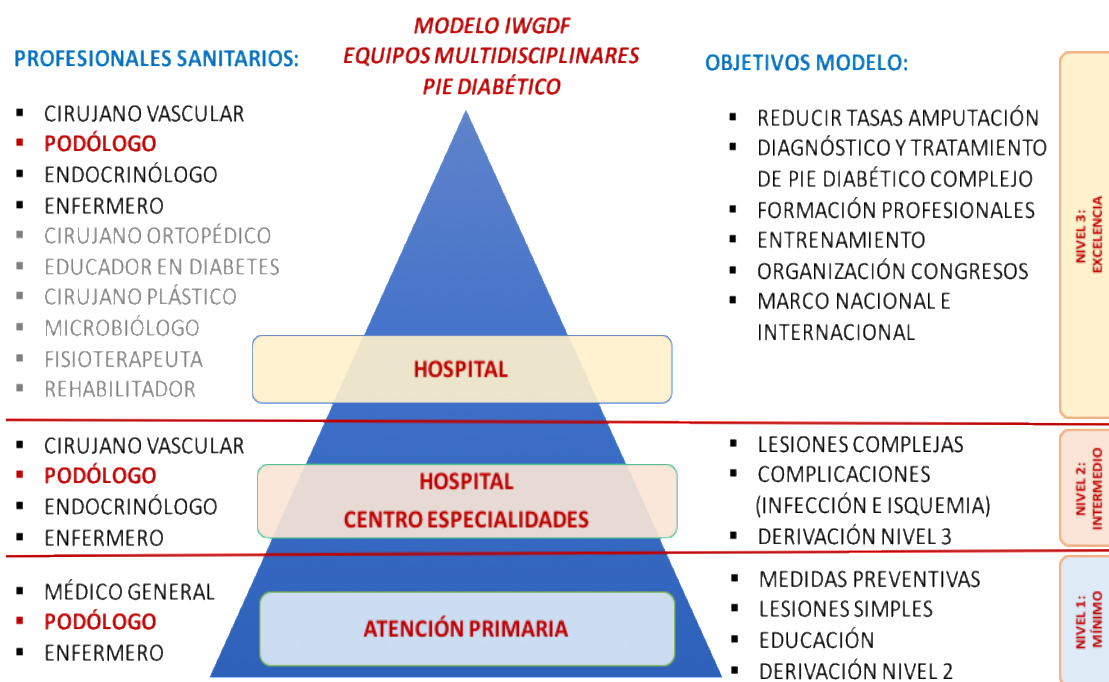 MODELO IWGDF
EQUIPOS MULTIDISCIPLINARES
PIE DIABÉTICO
PROFESIONALES SANITARIOS:
▪ CIRUJANO VASCULAR
▪ PODÓLOGO
▪ ENDOCRINÓLOGO
▪ ENFERMERO
▪ CIRUJANO ORTOPÉDICO
▪ EDUCADOR EN DIABETES
▪ CIRUJANO PLÁSTICO
▪ MICROBIÓLOGO
▪ FISIOTERAPEUTA
▪ REHABILITADOR
HOSPITAL
OBJETIVOS MODELO:
▪ REDUCIR TASAS AMPUTACIÓN
▪ DIAGNÓSTICO Y TRATAMIENTO
DE PIE DIABÉTICO COMPLEJO
▪ FORMACIÓN PROFESIONALES
▪ ENTRENAMIENTO
▪ ORGANIZACIÓN CONGRESOS
▪ MARCO NACIONAL E
INTERNACIONAL
NIVEL 3:
EXCELENCIA
▪ CIRUJANO VASCULAR
▪ PODÓLOGO
▪ ENDOCRINÓLOGO
▪ ENFERMERO
HOSPITAL
CENTRO ESPECIALIDADES
▪ LESIONES COMPLEJAS
▪ COMPLICACIONES
(INFECCIÓN E ISQUEMIA)
▪ DERIVACIÓN NIVEL 3
NIVEL 2:
INTERMEDIO
▪ MÉDICO GENERAL
▪ PODÓLOGO
▪ ENFERMERO
ATENCIÓN PRIMARIA
▪ MEDIDAS PREVENTIVAS
▪ LESIONES SIMPLES
▪ EDUCACIÓN
▪ DERIVACIÓN NIVEL 2
NIVEL 1:
MÍNIMO